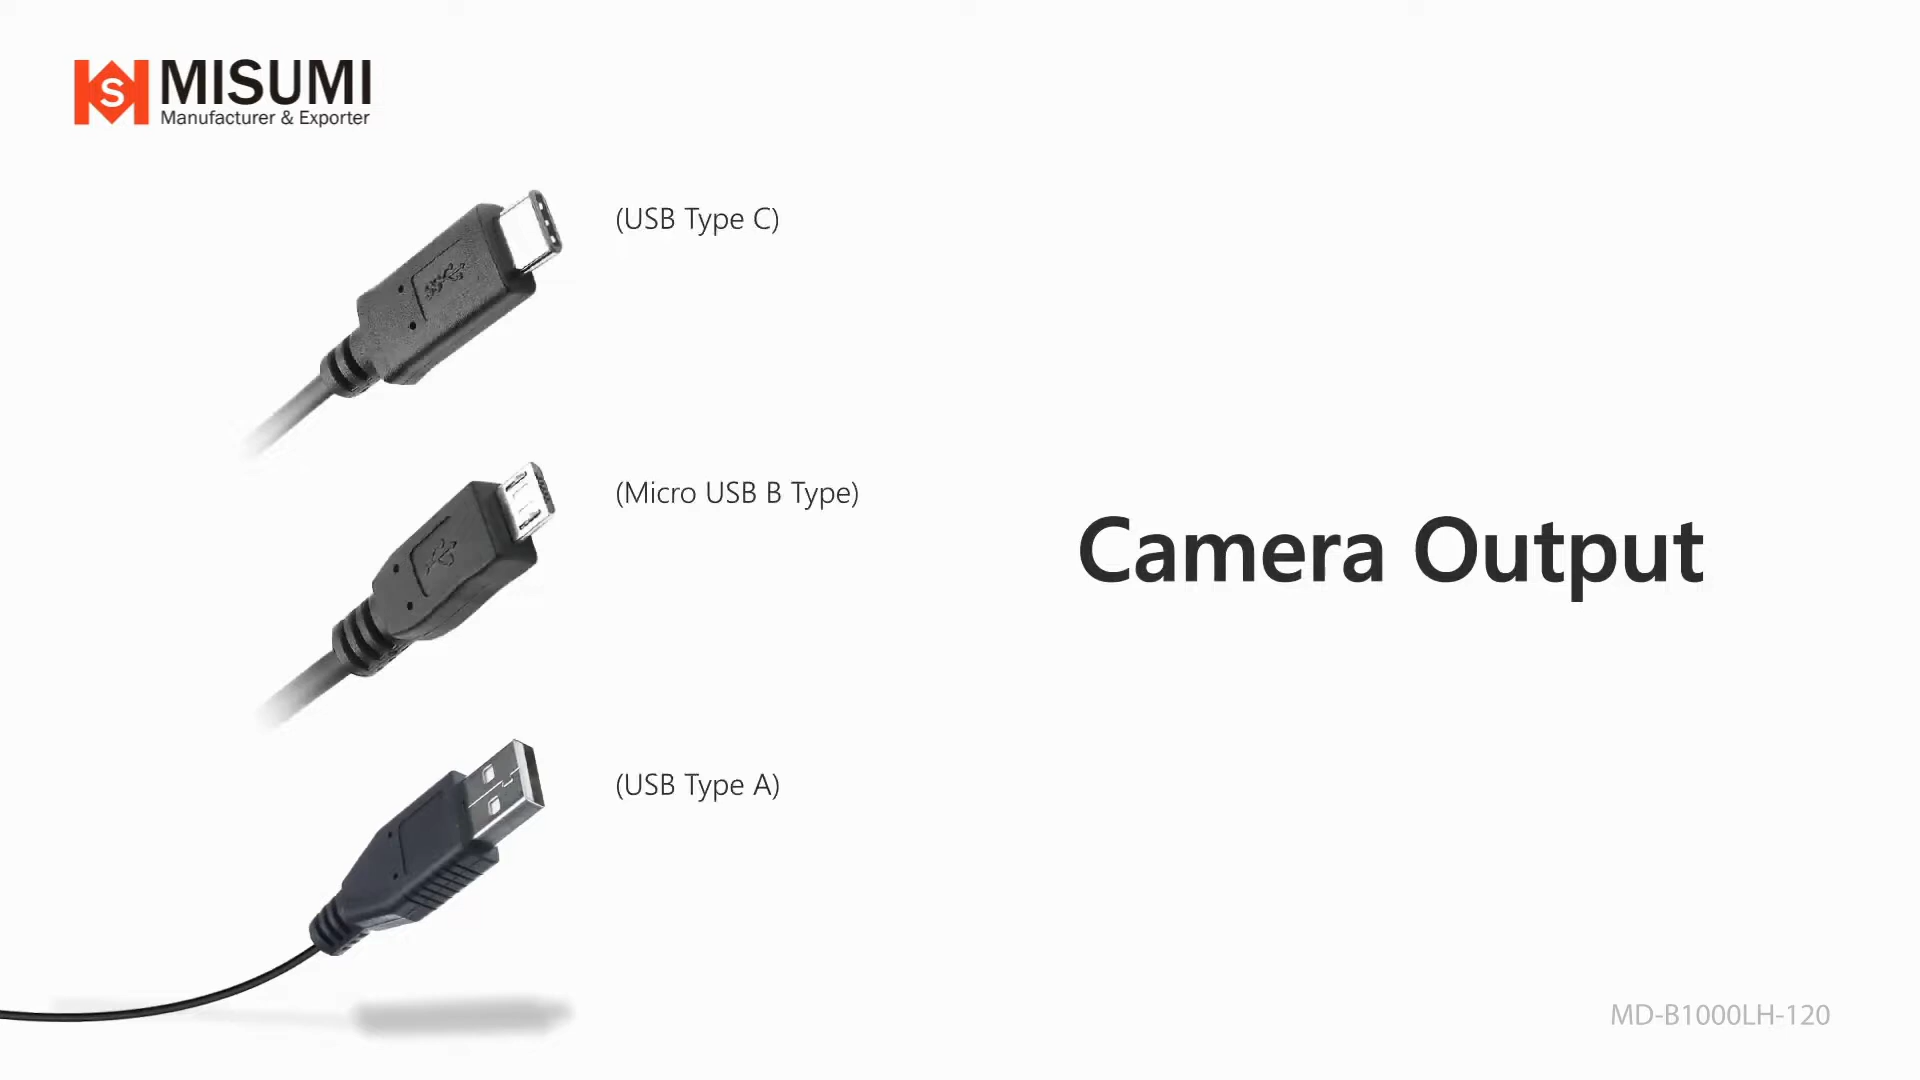 S
MISUMI
Manufacturer & Exporter
(USB Type C)
(Micro USB B Type)
Camera Output
(USB Type A)
MD-B1000LH-120